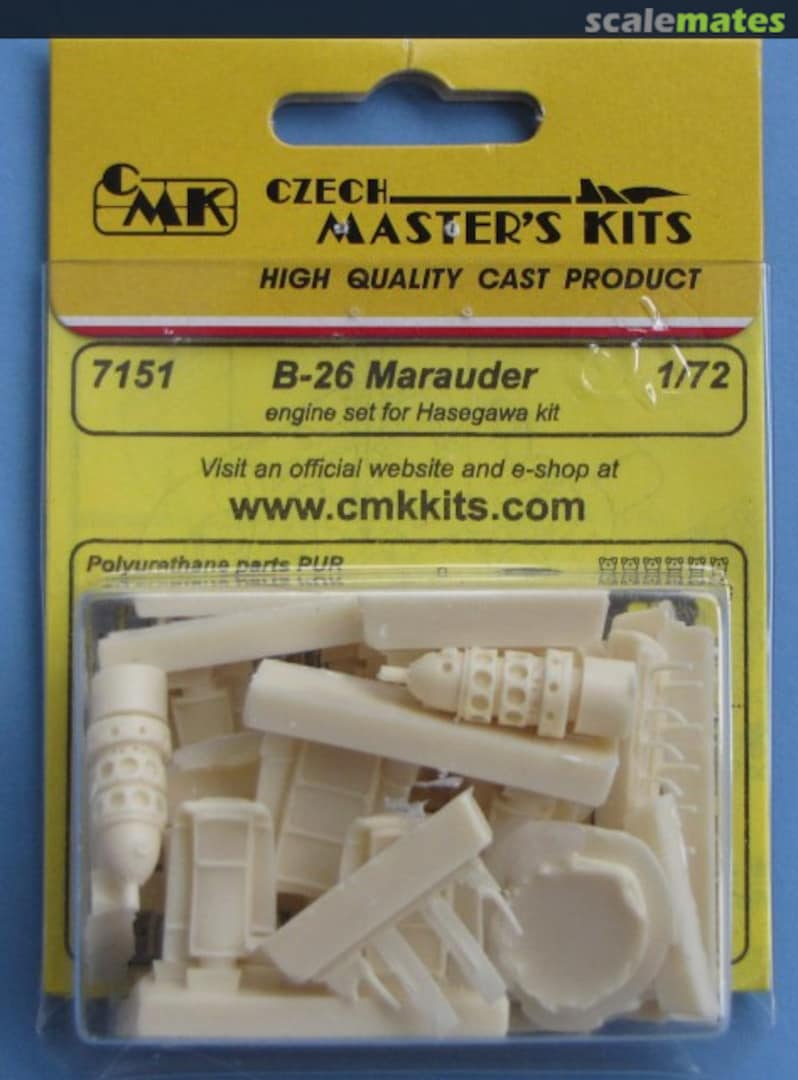 scalemates
CMK
CZECH
MASTER'S KITS
HIGH QUALITY CAST PRODUCT
7151 B-26 Marauder 1/72
engine set for Hasegawa kit
Visit an official website and e-shop at
www.cmkkits.com
Polyurethane parts PUR